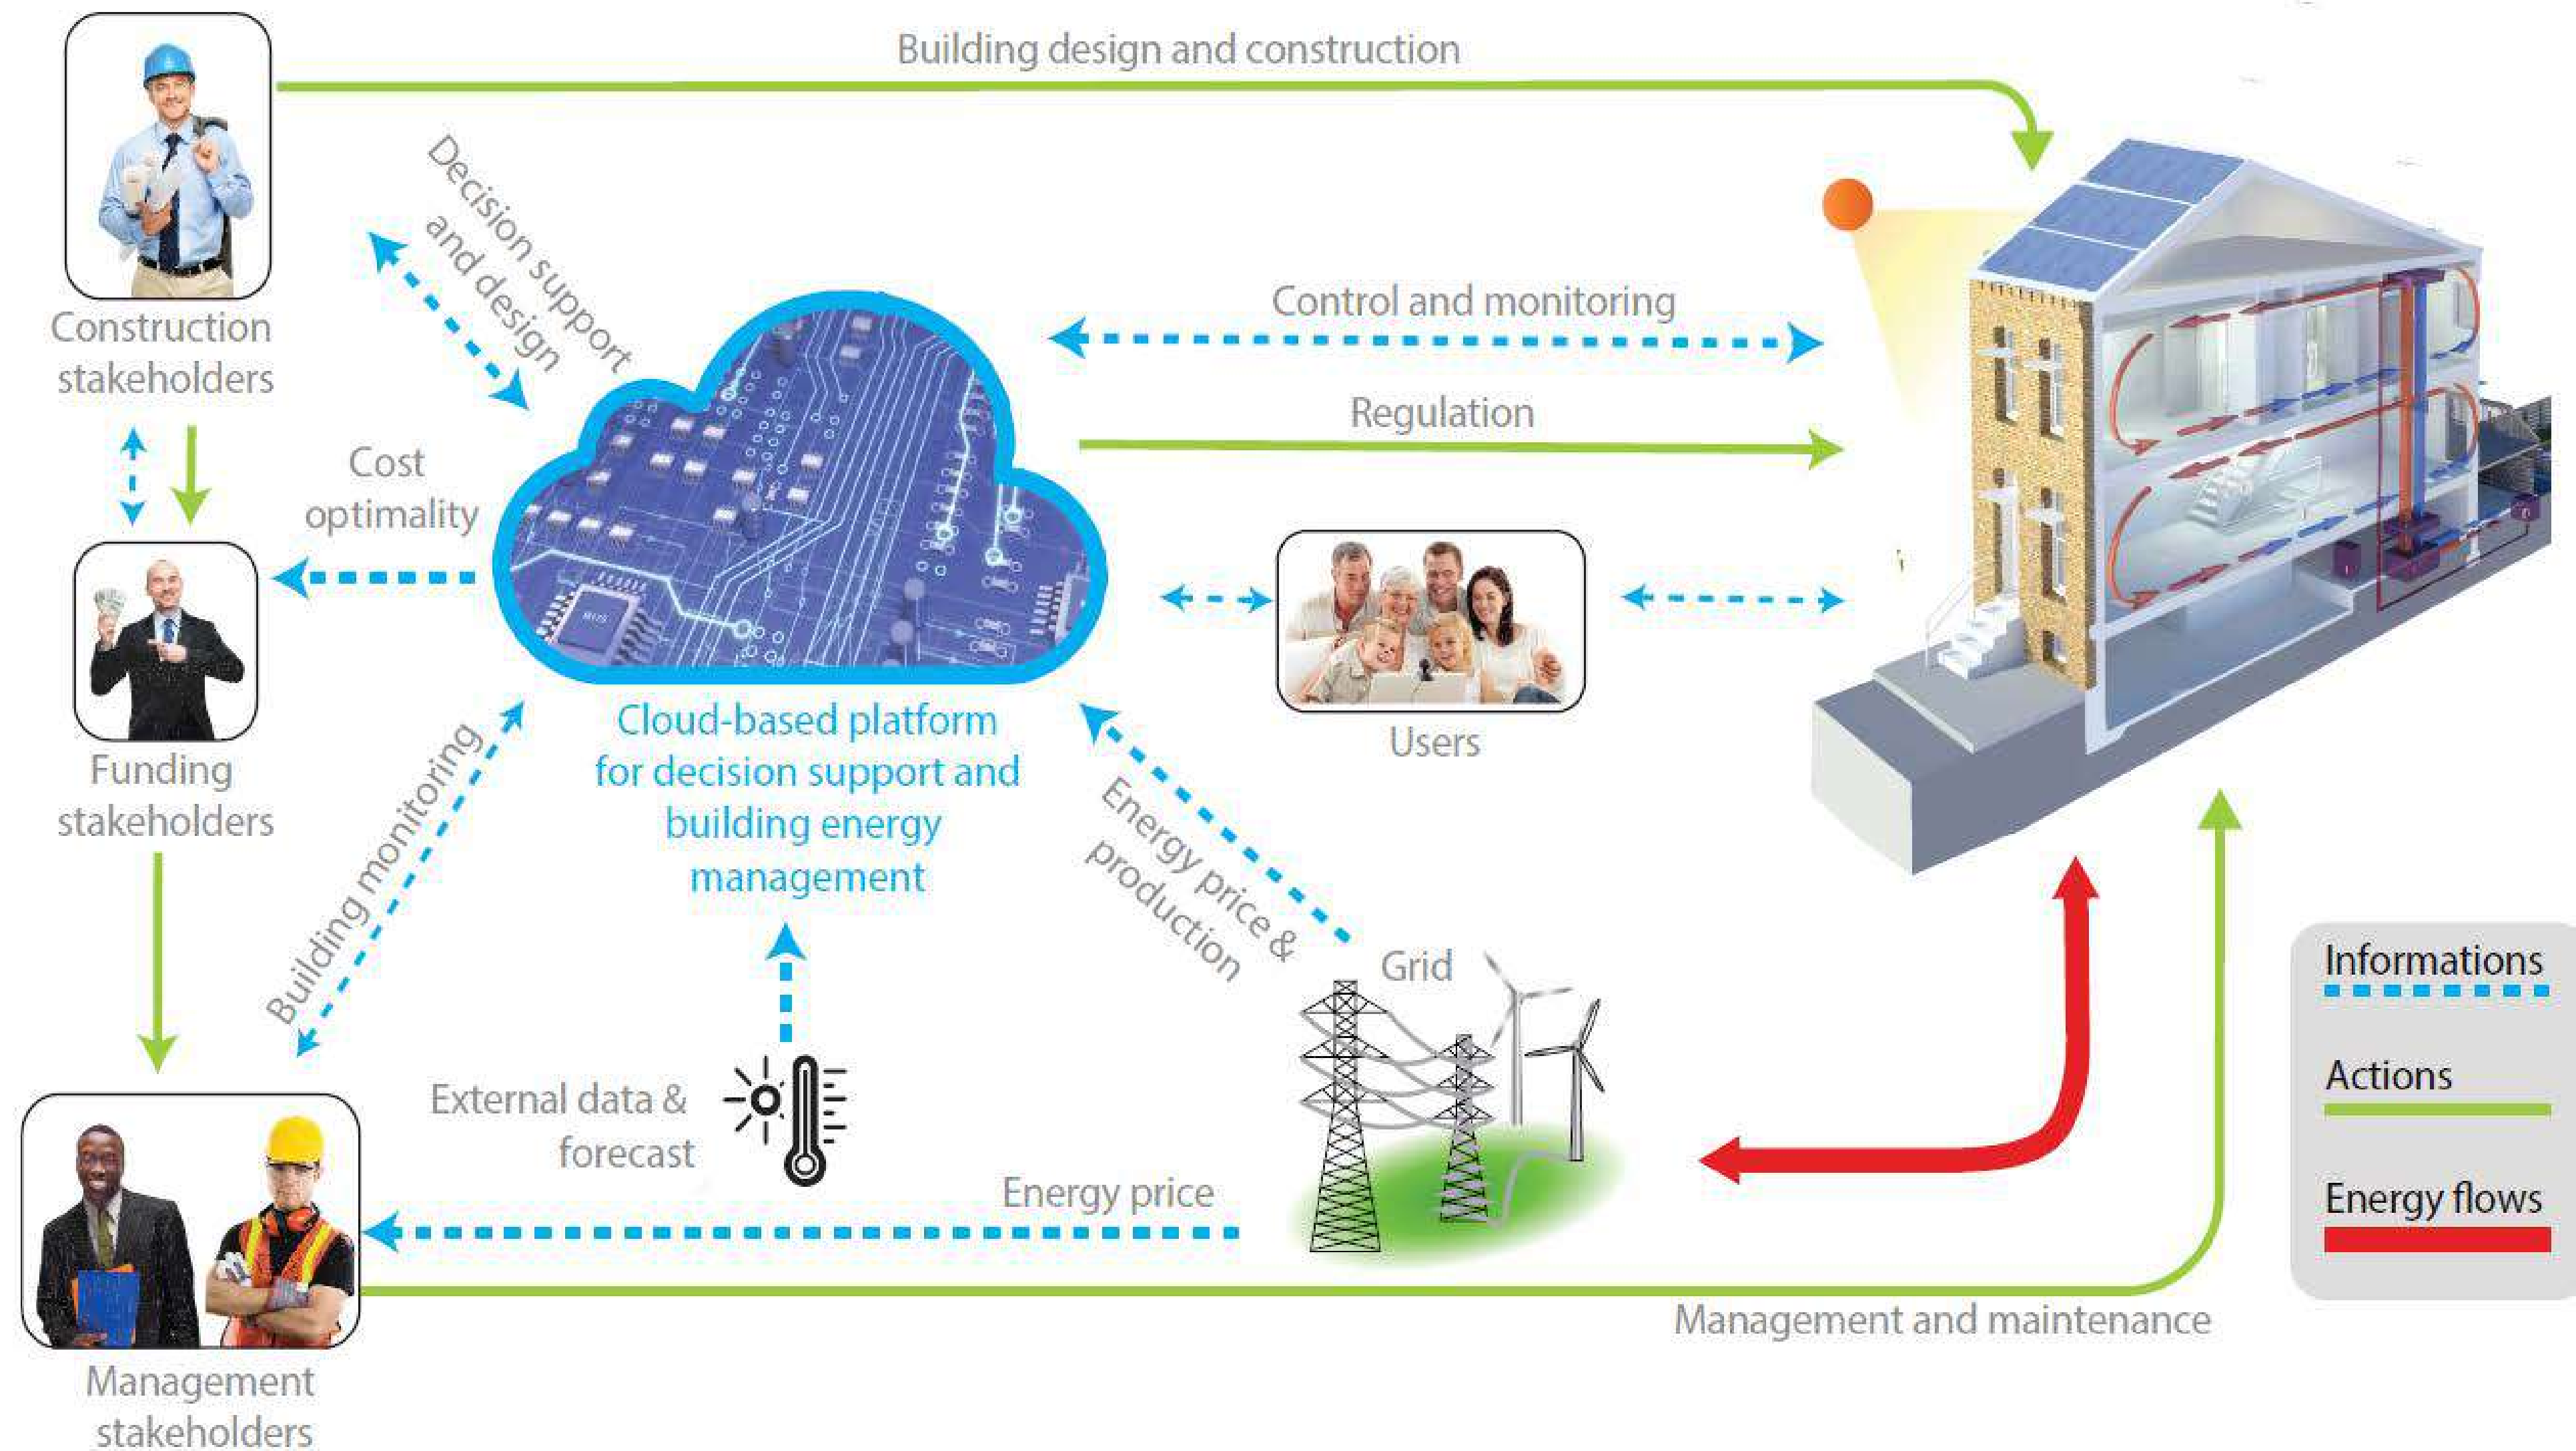 Building design and construction
Decision support
and design
Construction
stakeholders
Control and monitoring
Regulation
Cost
optimality
Funding
stakeholders
Users
Cloud-based platform
for decision support and
building energy
management
Building monitoring
Energy price &
production
Grid
External data &
forecast
Energy price
Management and maintenance
Management
stakeholders
Informations
Actions
Energy flows